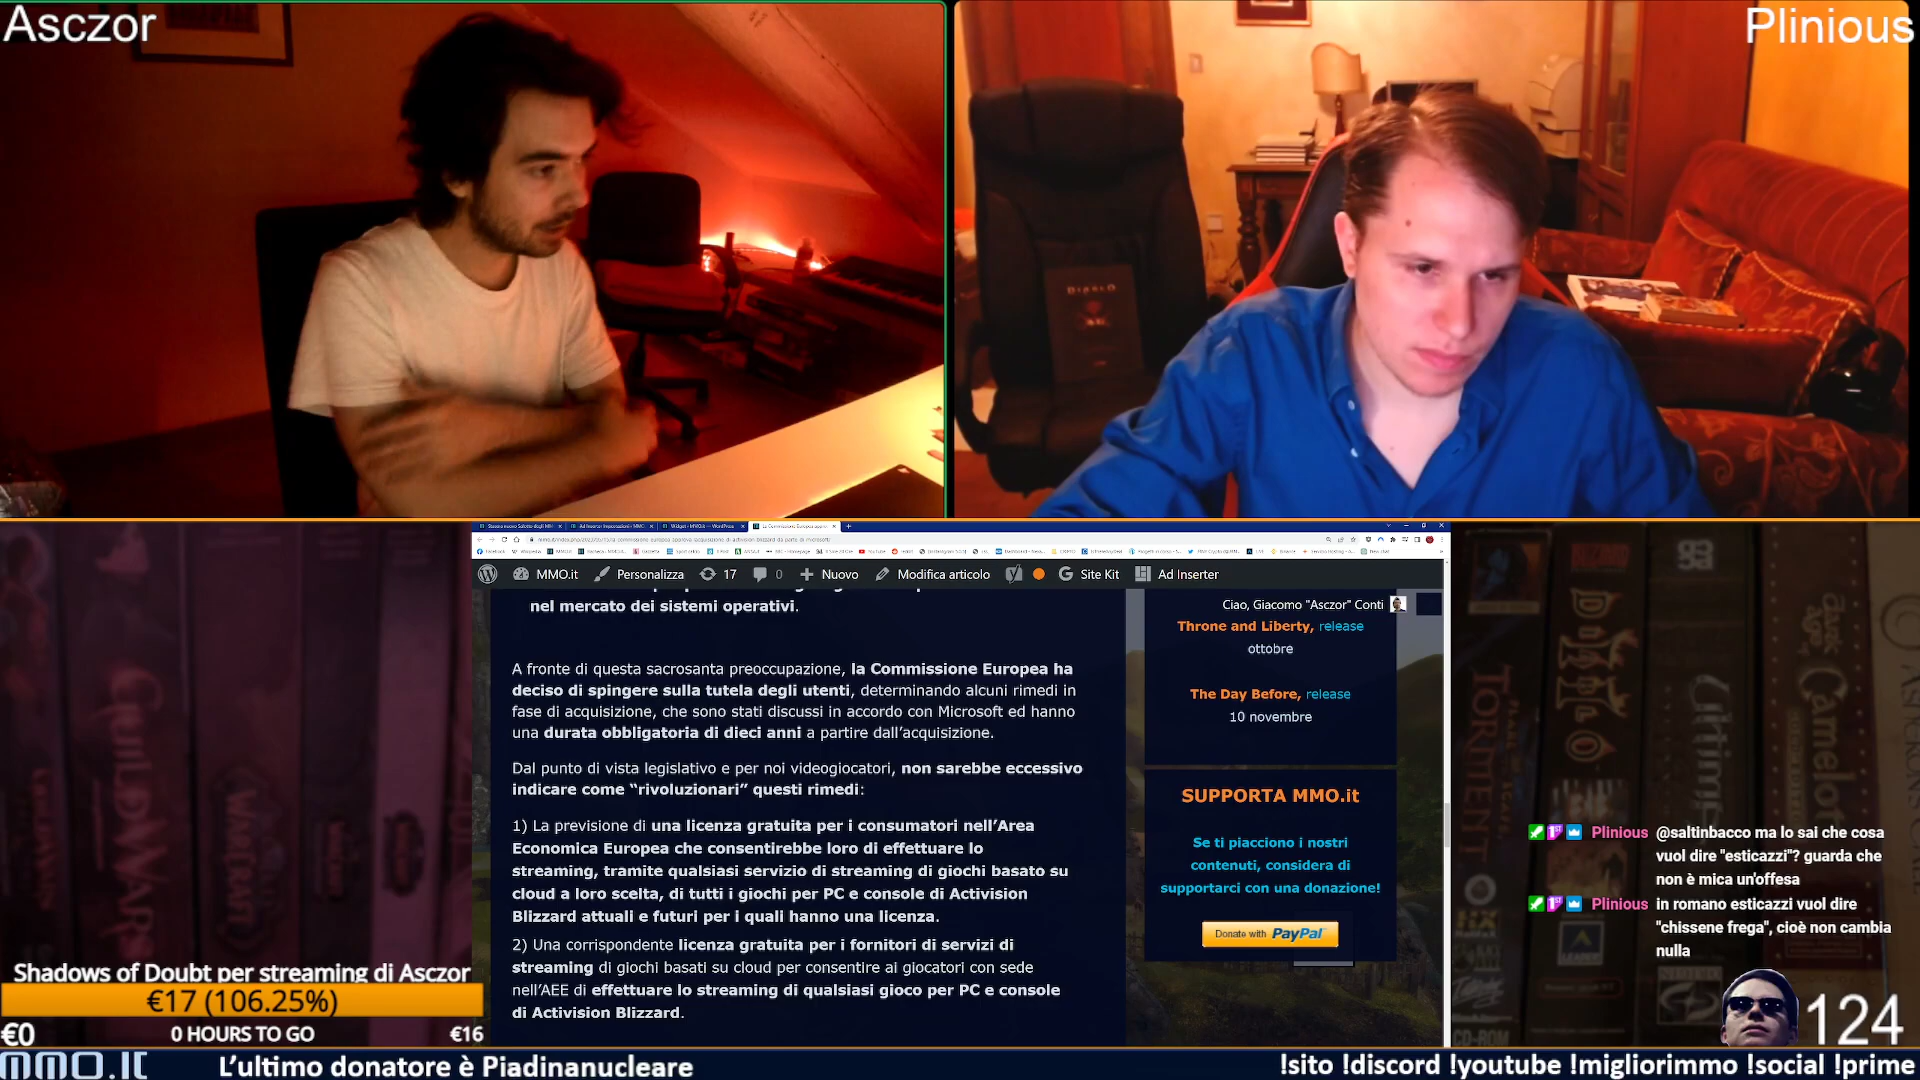 Asczor
Plinious
DIABLO
MMO.it
Personalizza
17
0
Nuovo
Modifica articolo
Site Kit
Ad Inserter
Ciao, Giacomo "Asczor" Conti
nel mercato dei sistemi operativi.
A fronte di questa sacrosanta preoccupazione, la Commissione Europea ha
deciso di spingere sulla tutela degli utenti, determinando alcuni rimedi in
fase di acquisizione, che sono stati discussi in accordo con Microsoft ed hanno
una durata obbligatoria di dieci anni a partire dall’acquisizione.
Dal punto di vista legislativo e per noi videogiocatori, non sarebbe eccessivo
indicare come “rivoluzionari” questi rimedi:
1) La previsione di una licenza gratuita per i consumatori nell’Area
Economica Europea che consentirebbe loro di effettuare lo
streaming, tramite qualsiasi servizio di streaming di giochi basato su
cloud a loro scelta, di tutti i giochi per PC e console di Activision
Blizzard attuali e futuri per i quali hanno una licenza.
2) Una corrispondente licenza gratuita per i fornitori di servizi di
streaming di giochi basati su cloud per consentire ai giocatori con sede
nell’AEE di effettuare lo streaming di qualsiasi gioco per PC e console
di Activision Blizzard.
Throne and Liberty, release
ottobre
The Day Before, release
10 novembre
SUPPORTA MMO.it
Se ti piacciono i nostri
contenuti, considera di
supportarci con una donazione!
Donate with PayPal
GUILD WARS
WARCRAFT
TORMENT
Diablo
Ultima
Camelot
CD-ROM
Plinious @saltinbacco ma lo sai che cosa
vuol dire "esticazzi"? guarda che
non è mica un'offesa
Plinious in romano esticazzi vuol dire
"chissene frega", cioè non cambia
nulla
124
Shadows of Doubt per streaming di Asczor
€17 (106.25%)
€0
0 HOURS TO GO
€16
MMO.IT
L’ultimo donatore è Piadinanucleare
!sito !discord !youtube !migliorimmo !social !prime